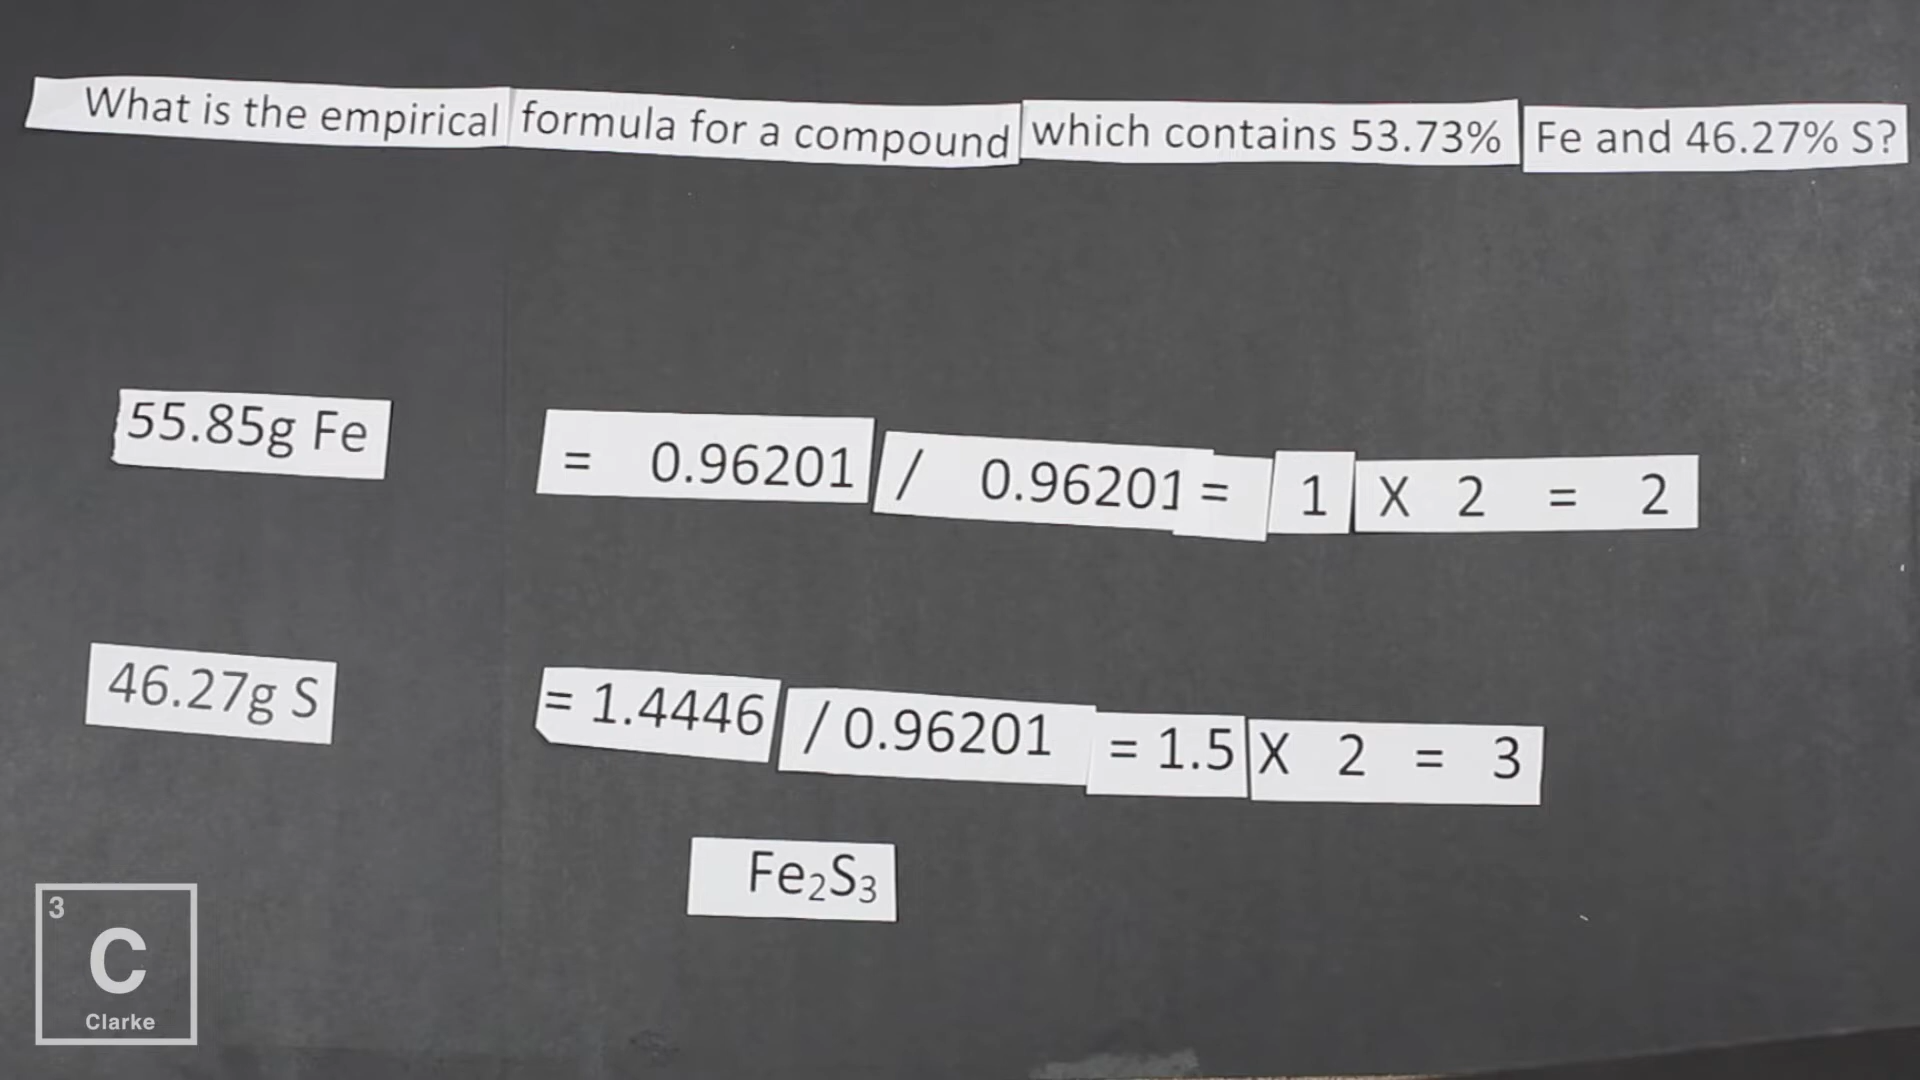 What is the empirical formula for a compound which contains 53.73% Fe and 46.27% S?
55.85g Fe = 0.96201 / 0.96201 = 1 X 2 = 2
46.27g S = 1.4446 / 0.96201 = 1.5 X 2 = 3
Fe₂S₃
3
C
Clarke